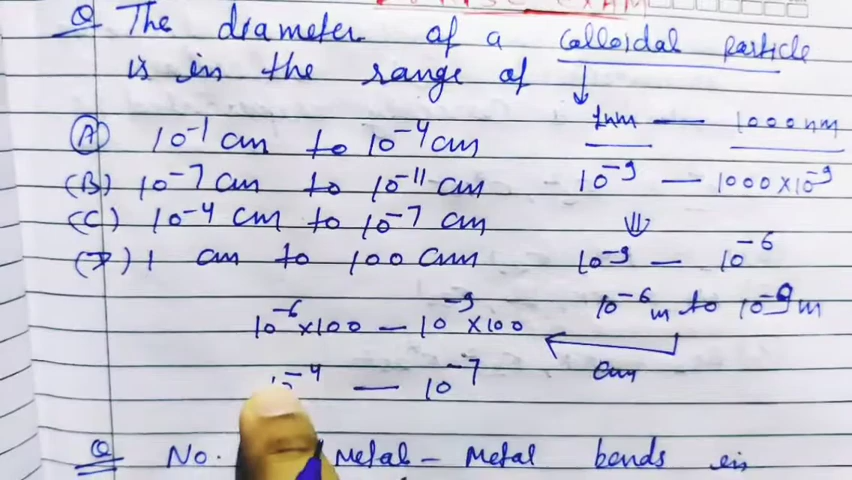 Q The diameter of a colloidal particle
is in the range of
(A) 10⁻¹ cm to 10⁻⁴ cm
(B) 10⁻⁷ cm to 10⁻¹¹ cm
(C) 10⁻⁴ cm to 10⁻⁷ cm
1 cm to 100 cm
1nm — 1000nm
10⁻⁹ — 1000×10⁻⁹
10⁻⁹ — 10⁻⁶
10⁻⁶m to 10⁻⁹m
cm
10⁻⁶×100 — 10⁻⁹×100
10⁻⁴ — 10⁻⁷
Q No. Metal - Metal bonds in